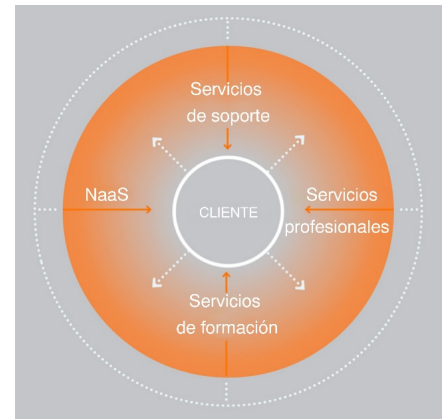 Servicios
de soporte
NaaS
CLIENTE
Servicios
profesionales
Servicios
de formación